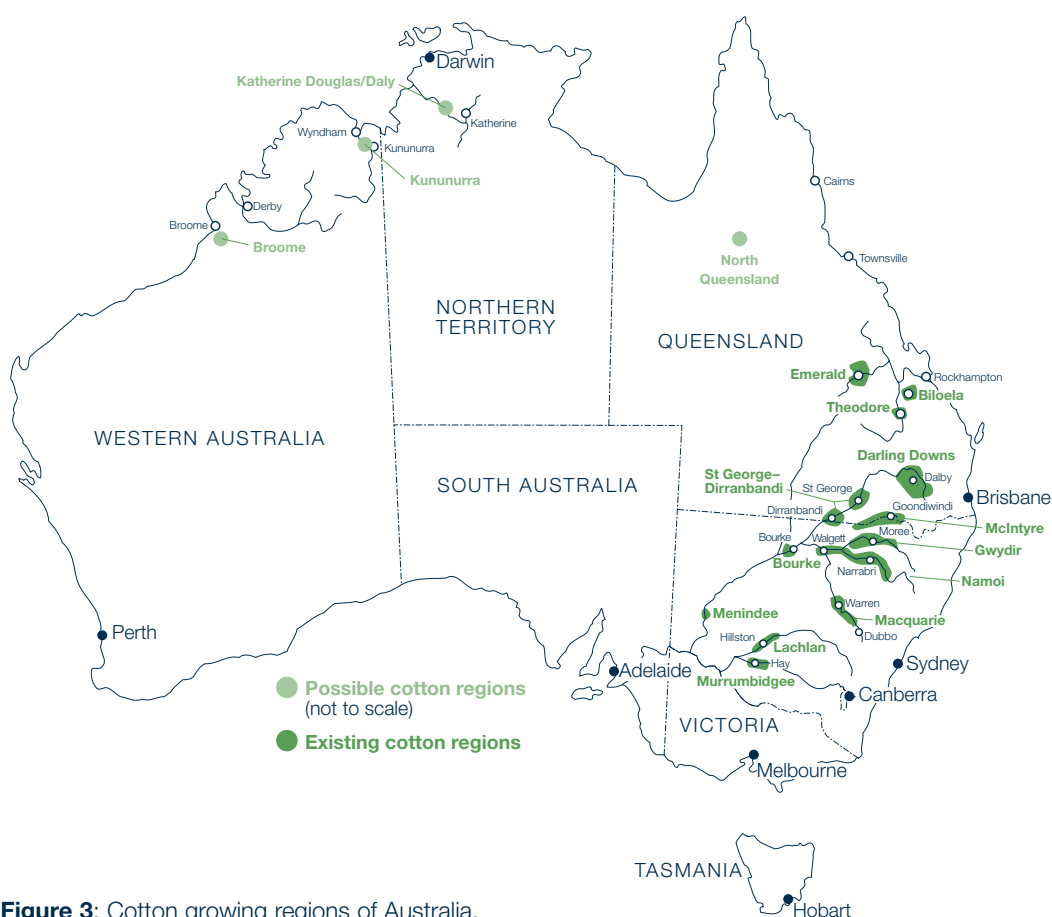 Darwin
Katherine Douglas/Daly
Katherine
Wyndham
Kununurra
Kununurra
Cairns
Derby
Broome
Broome
Townsville
North
Queensland
NORTHERN
TERRITORY
QUEENSLAND
Emerald
Rockhampton
Biloela
Theodore
WESTERN AUSTRALIA
Darling Downs
SOUTH AUSTRALIA
St George–
Dirranbandi
St George
Dalby
Brisbane
Dirranbandi
Goondiwindi
McIntyre
Bourke
Walgett
Moree
Gwydir
Bourke
Narrabri
Namoi
Warren
Menindee
Macquarie
Perth
Hillston
Dubbo
Lachlan
Hay
Sydney
Adelaide
Murrumbidgee
Canberra
Possible cotton regions
(not to scale)
VICTORIA
Existing cotton regions
Melbourne
TASMANIA
Hobart
Figure 3: Cotton growing regions of Australia.